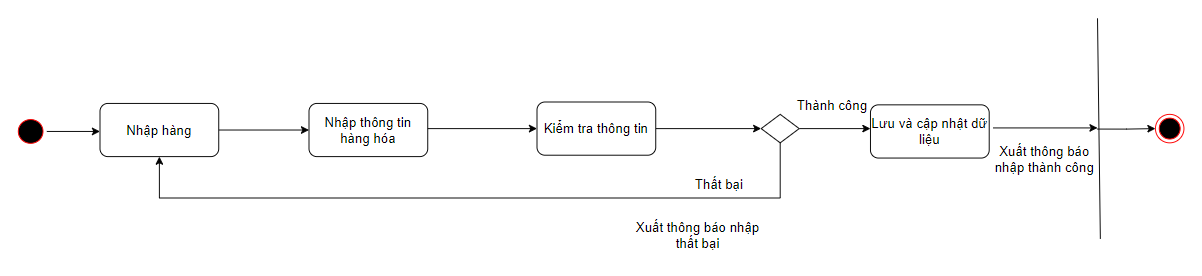 Nhập hàng
Nhập thông tin
hàng hóa
Kiểm tra thông tin
Thành công
Lưu và cập nhật dữ
liệu
Xuất thông báo
nhập thành công
Thất bại
Xuất thông báo nhập
thất bại